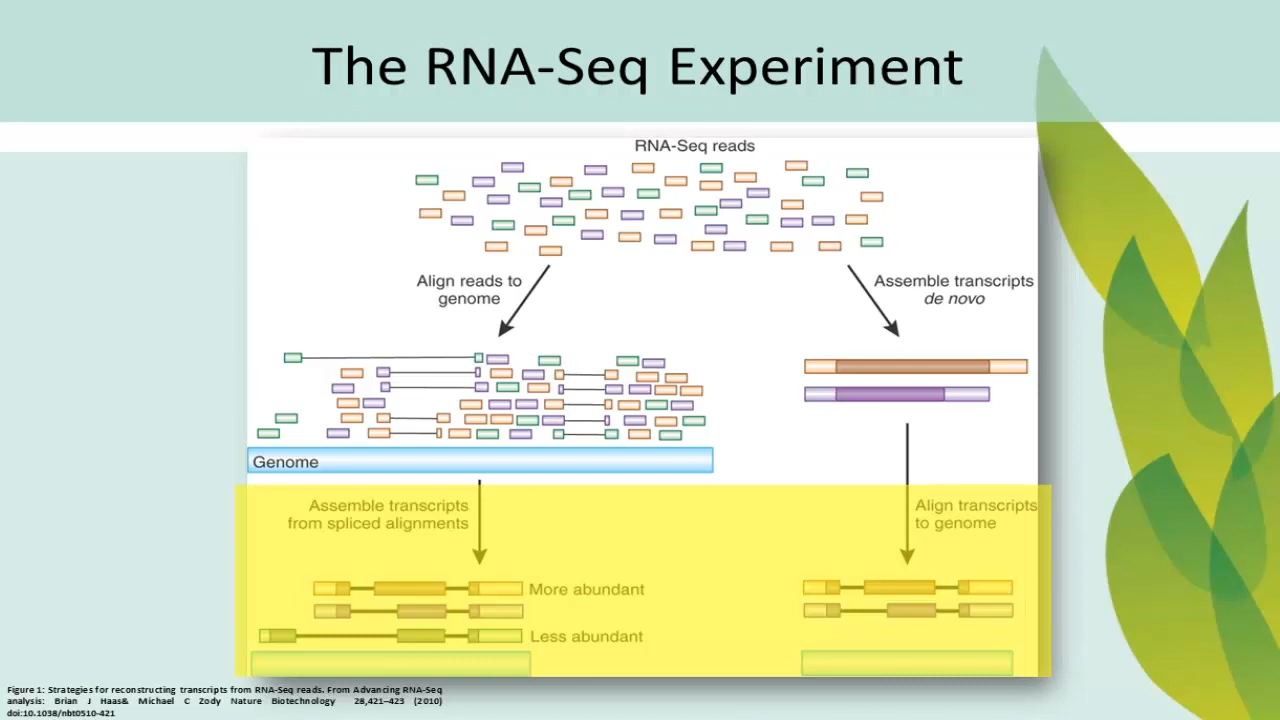 The RNA-Seq Experiment
RNA-Seq reads
Align reads to
genome
Assemble transcripts
de novo
Genome
Assemble transcripts
from spliced alignments
Align transcripts
to genome
More abundant
Less abundant
Figure 1: Strategies for reconstructing transcripts from RNA-Seq reads. From Advancing RNA-Seq
analysis: Brian J Haas& Michael C Zody Nature Biotechnology 28,421–423 (2010)
doi:10.1038/nbt0510-421